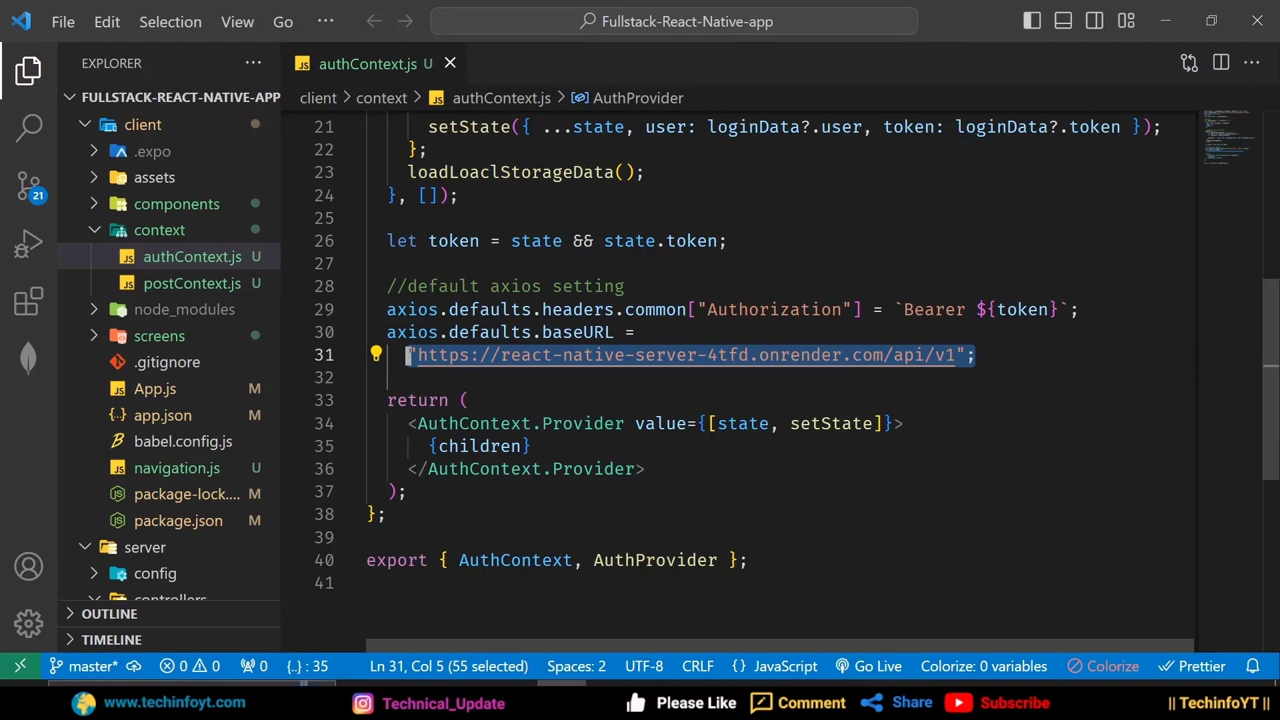 File Edit Selection View Go ··· Fullstack-React-Native-app
EXPLORER ···
FULLSTACK-REACT-NATIVE-APP
client
.expo
assets
components
context
JS authContext.js U
JS postContext.js U
node_modules
screens
.gitignore
JS App.js
app.json
babel.config.js
JS navigation.js U
package-lock.... M
package.json M
server
config
OUTLINE
TIMELINE
21
JS authContext.js U
client > context > JS authContext.js > AuthProvider
21 setState({ ...state, user: loginData?.user, token: loginData?.token });
22 };
23 loadLoaclStorageData();
24 }, []);
25
26 let token = state && state.token;
27
28 //default axios setting
29 axios.defaults.headers.common["Authorization"] = `Bearer ${token}`;
30 axios.defaults.baseURL =
31 "https://react-native-server-4tfd.onrender.com/api/v1";
32
33 return (
34 <AuthContext.Provider value={[state, setState]}>
35 {children}
36 </AuthContext.Provider>
37 );
38 };
39
40 export { AuthContext, AuthProvider };
41
master* 0 0 0 {..} : 35 Ln 31, Col 5 (55 selected) Spaces: 2 UTF-8 CRLF {} JavaScript Go Live Colorize: 0 variables Colorize Prettier
www.techinfoyt.com Technical_Update Please Like Comment Share Subscribe || TechinfoYT ||